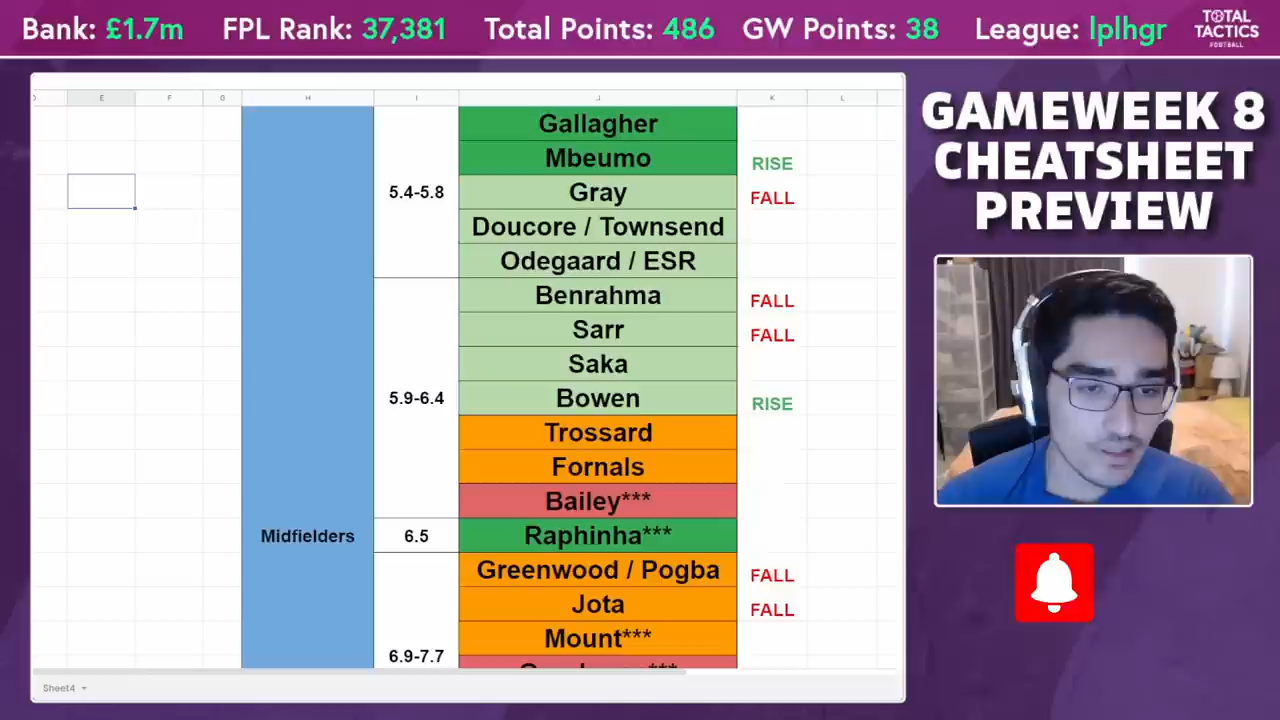 Bank: £1.7m FPL Rank: 37,381 Total Points: 486 GW Points: 38 League: lplhgr
TOTAL
TACTICS
FOOTBALL
GAMEWEEK 8
CHEATSHEET
PREVIEW
E F G H I J K L
Gallagher
Mbeumo RISE
5.4-5.8 Gray FALL
Doucore / Townsend
Odegaard / ESR
Benrahma FALL
Sarr FALL
Saka
5.9-6.4 Bowen RISE
Trossard
Fornals
Bailey***
Midfielders 6.5 Raphinha***
Greenwood / Pogba FALL
Jota FALL
Mount***
6.9-7.7
Sheet4